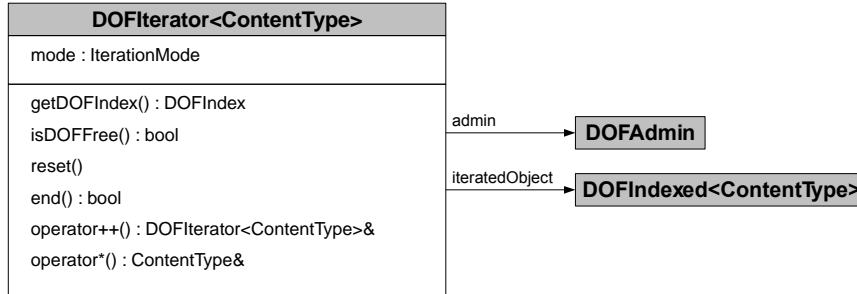 DOFIterator<ContentType>
mode : IterationMode
getDOFIndex() : DOFIndex
isDOFFree() : bool
reset()
end() : bool
operator++() : DOFIterator<ContentType>&
operator*() : ContentType&
admin
DOFAdmin
iteratedObject
DOFIndexed<ContentType>